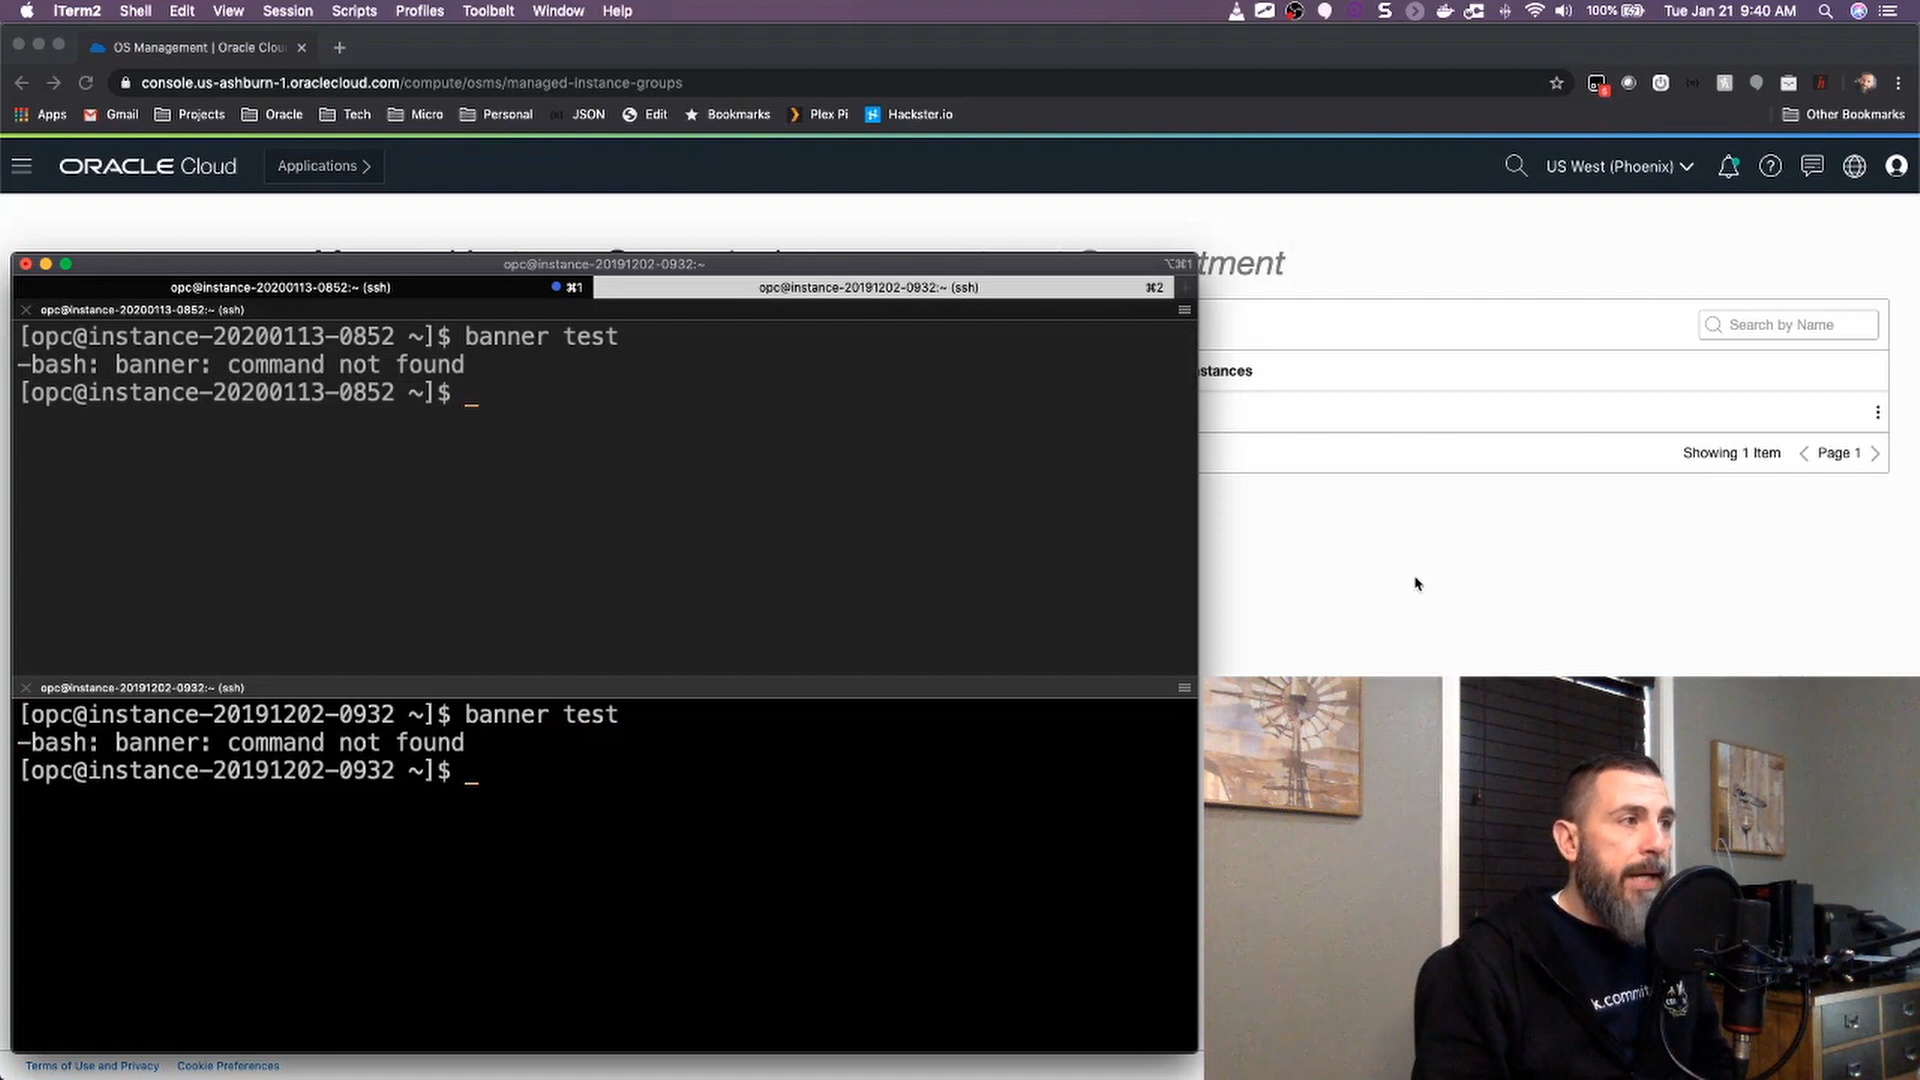 iTerm2 Shell Edit View Session Scripts Profiles Toolbelt Window Help 100% Tue Jan 21 9:40 AM
OS Management | Oracle Clou
console.us-ashburn-1.oraclecloud.com/compute/osms/managed-instance-groups
Apps Gmail Projects Oracle Tech Micro Personal JSON Edit Bookmarks Plex Pi Hackster.io Other Bookmarks
ORACLE Cloud Applications US West (Phoenix)
tment
opc@instance-20191202-0932:~ ⌥⌘1
opc@instance-20200113-0852:~ (ssh) ⌘1 opc@instance-20191202-0932:~ (ssh) ⌘2
opc@instance-20200113-0852:~ (ssh)
[opc@instance-20200113-0852 ~]$ banner test
-bash: banner: command not found
[opc@instance-20200113-0852 ~]$ _
Search by Name
stances
Showing 1 Item Page 1
opc@instance-20191202-0932:~ (ssh)
[opc@instance-20191202-0932 ~]$ banner test
-bash: banner: command not found
[opc@instance-20191202-0932 ~]$ _
k.commit
Terms of Use and Privacy Cookie Preferences